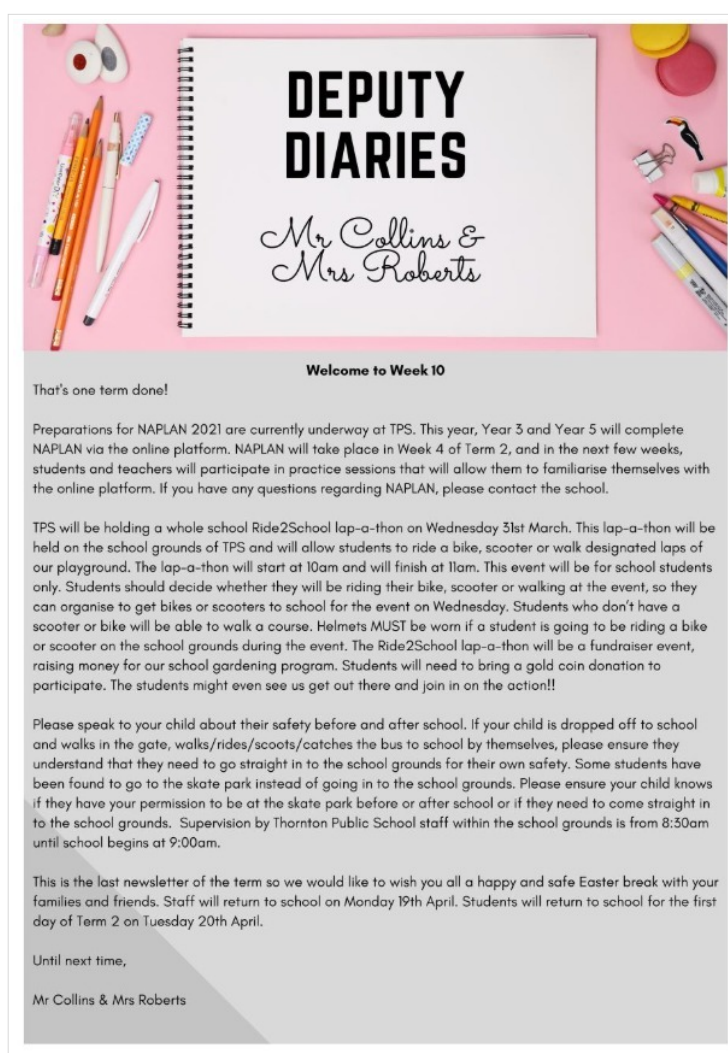 DEPUTY
DIARIES
Mr Collins &
Mrs Roberts
Welcome to Week 10
That's one term done!
Preparations for NAPLAN 2021 are currently underway at TPS. This year, Year 3 and Year 5 will complete
NAPLAN via the online platform. NAPLAN will take place in Week 4 of Term 2, and in the next few weeks,
students and teachers will participate in practice sessions that will allow them to familiarise themselves with
the online platform. If you have any questions regarding NAPLAN, please contact the school.
TPS will be holding a whole school Ride2School lap-a-thon on Wednesday 31st March. This lap-a-thon will be
held on the school grounds of TPS and will allow students to ride a bike, scooter or walk designated laps of
our playground. The lap-a-thon will start at 10am and will finish at 11am. This event will be for school students
only. Students should decide whether they will be riding their bike, scooter or walking at the event, so they
can organise to get bikes or scooters to school for the event on Wednesday. Students who don't have a
scooter or bike will be able to walk a course. Helmets MUST be worn if a student is going to be riding a bike
or scooter on the school grounds during the event. The Ride2School lap-a-thon will be a fundraiser event,
raising money for our school gardening program. Students will need to bring a gold coin donation to
participate. The students might even see us get out there and join in on the action!!
Please speak to your child about their safety before and after school. If your child is dropped off to school
and walks in the gate, walks/rides/scoots/catches the bus to school by themselves, please ensure they
understand that they need to go straight in to the school grounds for their own safety. Some students have
been found to go to the skate park instead of going in to the school grounds. Please ensure your child knows
if they have your permission to be at the skate park before or after school or if they need to come straight in
to the school grounds. Supervision by Thornton Public School staff within the school grounds is from 8:30am
until school begins at 9:00am.
This is the last newsletter of the term so we would like to wish you all a happy and safe Easter break with your
families and friends. Staff will return to school on Monday 19th April. Students will return to school for the first
day of Term 2 on Tuesday 20th April.
Until next time,
Mr Collins & Mrs Roberts